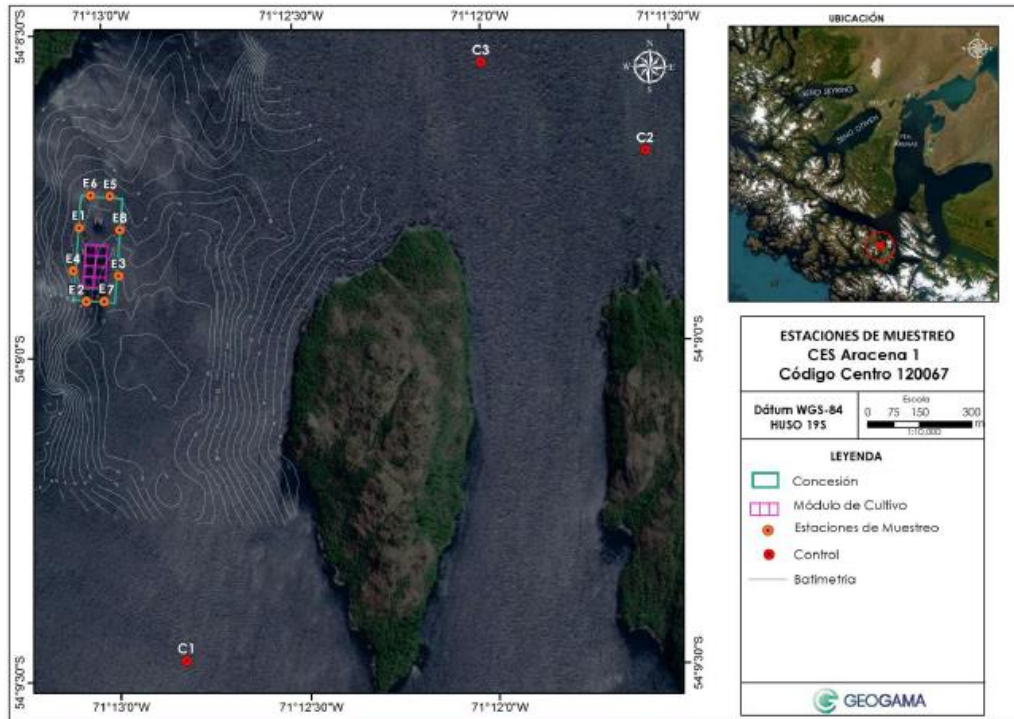 71°13'0"W
71°12'30"W
71°12'0"W
71°11'30"W
54°8'30"S
54°9'0"S
54°9'30"S
C3
C2
E6
E5
E1
E8
E4
E3
E2
E7
C1
N
W
E
S
54°9'0"S
54°9'30"S
71°13'0"W
71°12'30"W
71°12'0"W
UBICACIÓN
SENO SKYRING
SENO OTWAY
PTA. ARENAS
ESTACIONES DE MUESTREO
CES Aracena 1
Código Centro 120067
Dátum WGS-84
HUSO 19S
Escala
0 75 150 300
m
1:10,000
LEYENDA
Concesión
Módulo de Cultivo
Estaciones de Muestreo
Control
Batimetría
GEOGAMA